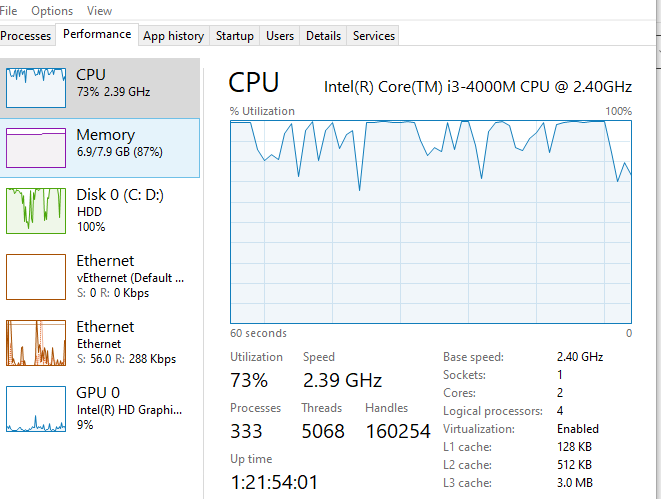 File Options View
Processes Performance App history Startup Users Details Services
CPU
73% 2.39 GHz
Memory
6.9/7.9 GB (87%)
Disk 0 (C: D:)
HDD
100%
Ethernet
vEthernet (Default ...
S: 0 R: 0 Kbps
Ethernet
Ethernet
S: 56.0 R: 288 Kbps
GPU 0
Intel(R) HD Graphi...
9%
CPU Intel(R) Core(TM) i3-4000M CPU @ 2.40GHz
% Utilization 100%
60 seconds 0
Utilization Speed
73% 2.39 GHz
Processes Threads Handles
333 5068 160254
Up time
1:21:54:01
Base speed: 2.40 GHz
Sockets: 1
Cores: 2
Logical processors: 4
Virtualization: Enabled
L1 cache: 128 KB
L2 cache: 512 KB
L3 cache: 3.0 MB